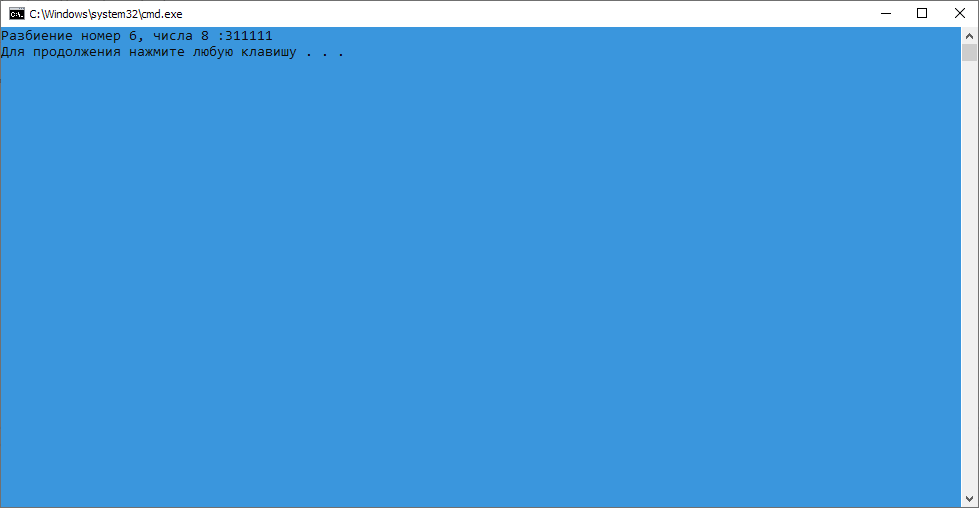 C:\Windows\system32\cmd.exe
Разбиение номер 6, числа 8 :311111
Для продолжения нажмите любую клавишу . . .